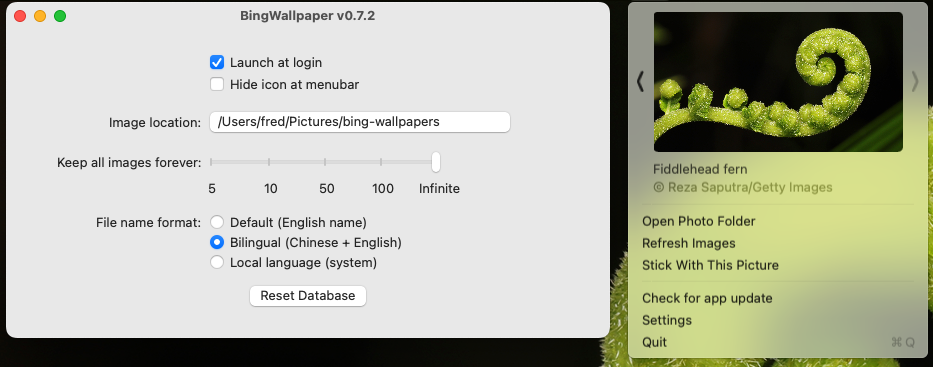 BingWallpaper v0.7.2
Launch at login
Hide icon at menubar
Image location: /Users/fred/Pictures/bing-wallpapers
Keep all images forever:
5 10 50 100 Infinite
File name format: Default (English name)
Bilingual (Chinese + English)
Local language (system)
Reset Database
Fiddlehead fern
© Reza Saputra/Getty Images
Open Photo Folder
Refresh Images
Stick With This Picture
Check for app update
Settings
Quit ⌘ Q